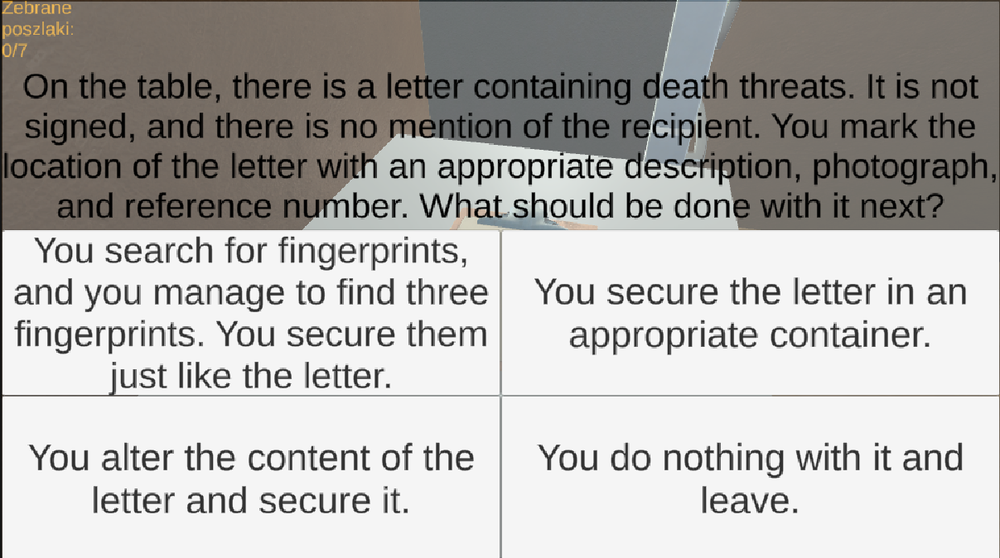 Zebrane
poszlaki:
0/7
On the table, there is a letter containing death threats. It is not
signed, and there is no mention of the recipient. You mark the
location of the letter with an appropriate description, photograph,
and reference number. What should be done with it next?
You search for fingerprints,
and you manage to find three
fingerprints. You secure them
just like the letter.
You secure the letter in an
appropriate container.
You alter the content of the
letter and secure it.
You do nothing with it and
leave.